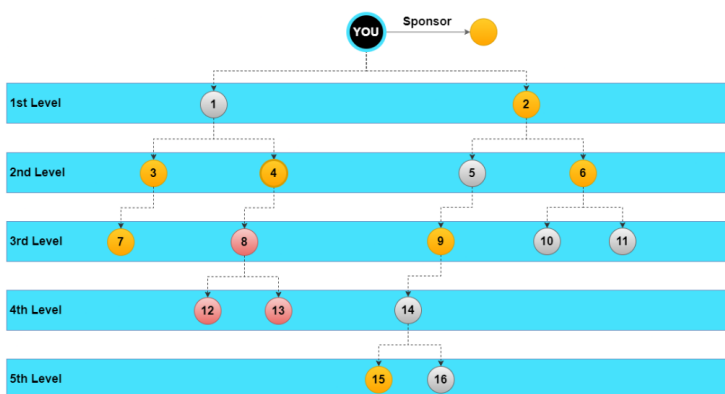 YOU Sponsor
1st Level 1 2
2nd Level 3 4 5 6
3rd Level 7 8 9 10 11
4th Level 12 13 14
5th Level 15 16